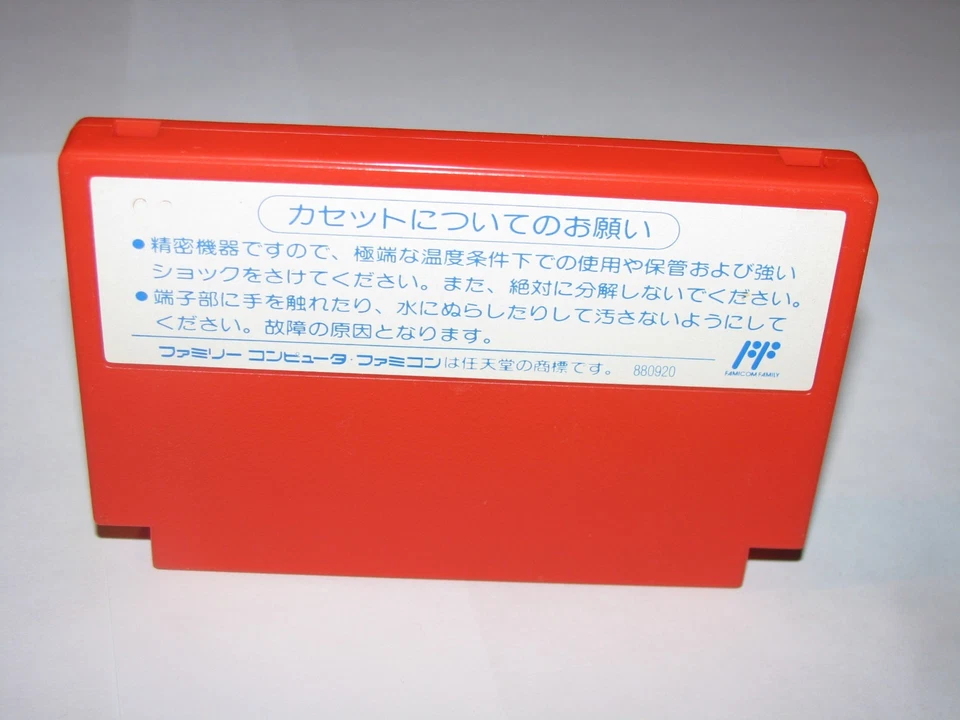 カセットについてのお願い
●精密機器ですので、極端な温度条件下での使用や保管および強い
ショックをさけてください。また、絶対に分解しないでください。
●端子部に手を触れたり、水にぬらしたりして汚さないようにして
ください。故障の原因となります。
ファミリー コンピュータ・ファミコンは任天堂の商標です。 880920
FAMICOM FAMILY